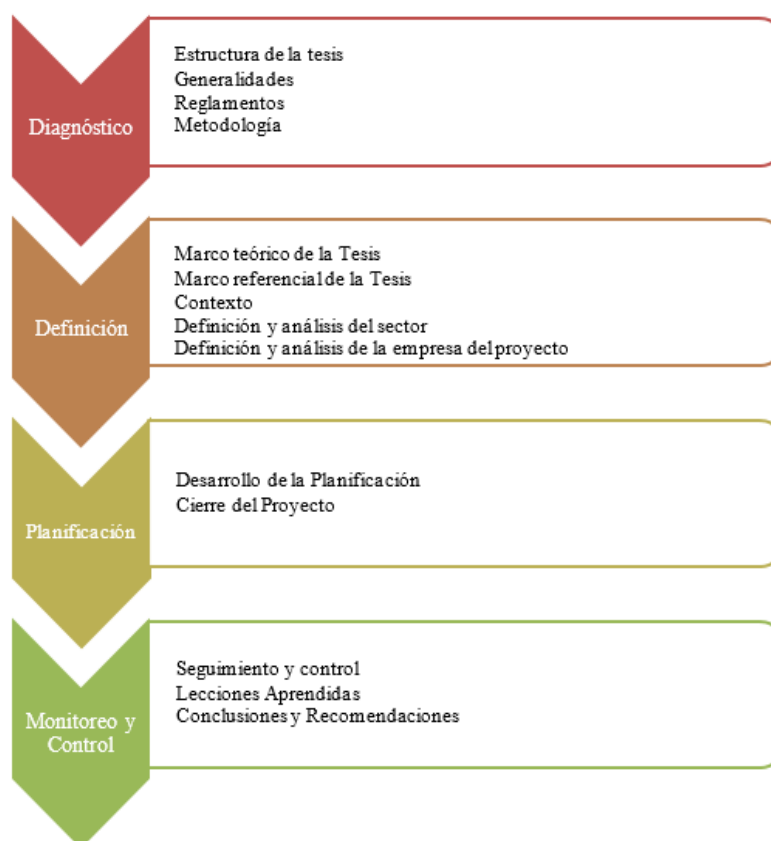 Diagnóstico
Estructura de la tesis
Generalidades
Reglamentos
Metodología
Definición
Marco teórico de la Tesis
Marco referencial de la Tesis
Contexto
Definición y análisis del sector
Definición y análisis de la empresa del proyecto
Planificación
Desarrollo de la Planificación
Cierre del Proyecto
Monitoreo y
Control
Seguimiento y control
Lecciones Aprendidas
Conclusiones y Recomendaciones